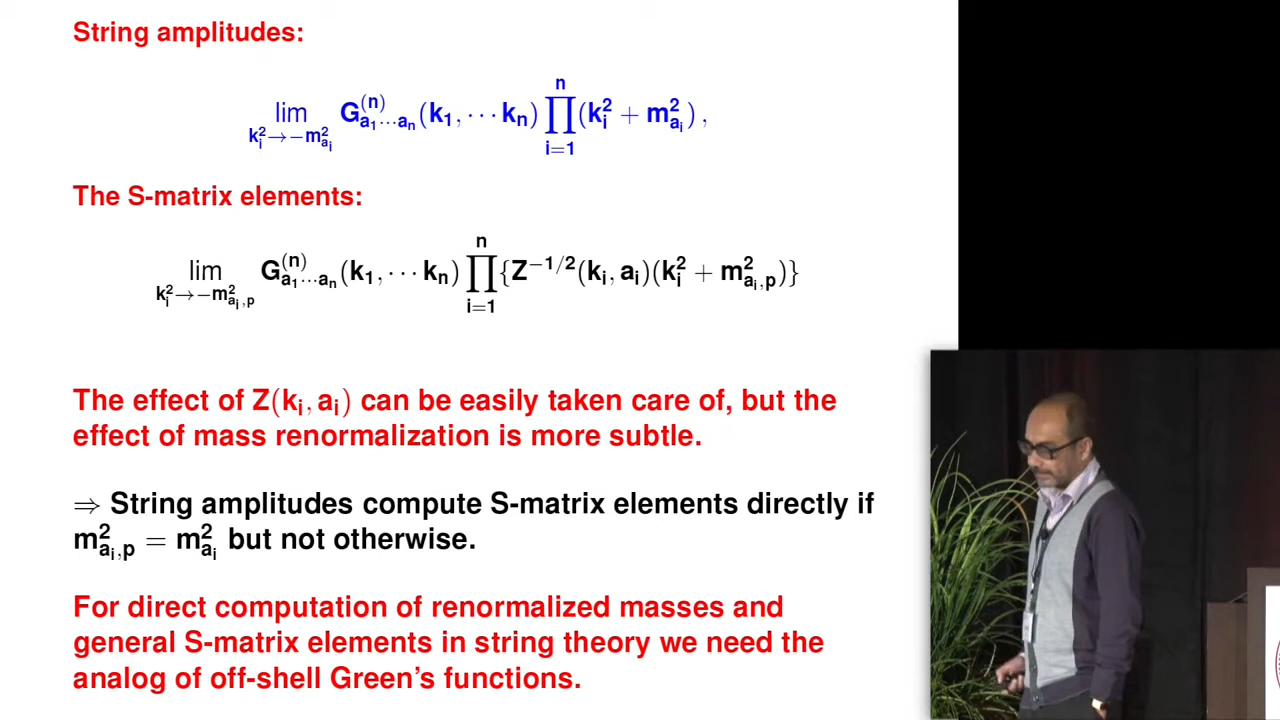 String amplitudes:
lim_{k_i^2→−m_{a_i}^2} G^{(n)}_{a_1···a_n}(k_1, ··· k_n) ∏_{i=1}^{n} (k_i^2 + m_{a_i}^2) ,
The S-matrix elements:
lim_{k_i^2→−m_{a_i,p}^2} G^{(n)}_{a_1···a_n}(k_1, ··· k_n) ∏_{i=1}^{n} {Z^{−1/2}(k_i, a_i)(k_i^2 + m_{a_i,p}^2)}
The effect of Z(k_i, a_i) can be easily taken care of, but the
effect of mass renormalization is more subtle.
⇒ String amplitudes compute S-matrix elements directly if
m_{a_i,p}^2 = m_{a_i}^2 but not otherwise.
For direct computation of renormalized masses and
general S-matrix elements in string theory we need the
analog of off-shell Green's functions.